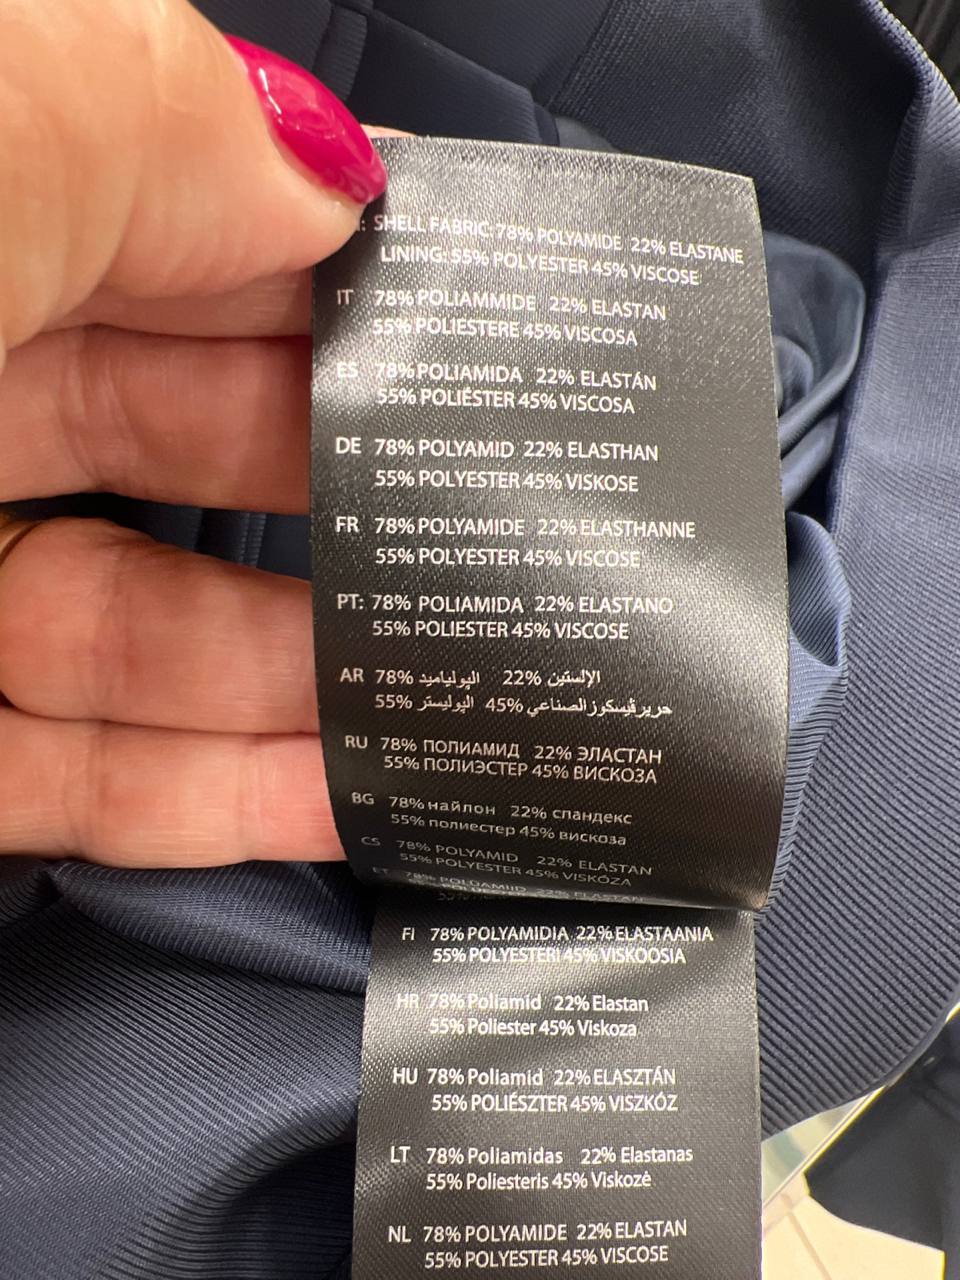 : SHELL FABRIC: 78% POLYAMIDE 22% ELASTANE
LINING: 55% POLYESTER 45% VISCOSE
IT 78% POLIAMMIDE 22% ELASTAN
55% POLIESTERE 45% VISCOSA
ES 78% POLIAMIDA 22% ELASTÁN
55% POLIÉSTER 45% VISCOSA
DE 78% POLYAMID 22% ELASTHAN
55% POLYESTER 45% VISKOSE
FR 78% POLYAMIDE 22% ELASTHANNE
55% POLYESTER 45% VISCOSE
PT: 78% POLIAMIDA 22% ELASTANO
55% POLIESTER 45% VISCOSE
AR 78% البولياميد 22% الإلستين
55% البوليستر 45% حريرڤيسكوزالصناعي
RU 78% ПОЛИАМИД 22% ЭЛАСТАН
55% ПОЛИЭСТЕР 45% ВИСКОЗА
BG 78% найлон 22% спандекс
55% полиестер 45% вискоза
CS 78% POLYAMID 22% ELASTAN
55% POLYESTER 45% VISKÓZA
ET 78% 22% ELASTAN
FI 78% POLYAMIDIA 22% ELASTAANIA
55% POLYESTERI 45% VISKOOSIA
HR 78% Poliamid 22% Elastan
55% Poliester 45% Viskoza
HU 78% Poliamid 22% ELASZTÁN
55% POLIÉSZTER 45% VISZKÓZ
LT 78% Poliamidas 22% Elastanas
55% Poliesteris 45% Viskozė
NL 78% POLYAMIDE 22% ELASTAN
55% POLYESTER 45% VISCOSE